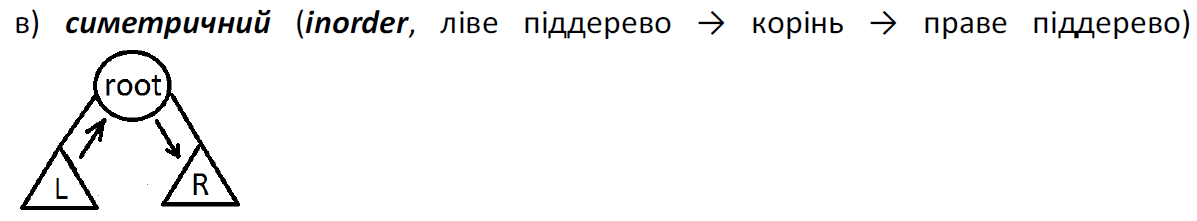 в) симетричний (inorder, ліве піддерево → корінь → праве піддерево)
root
L
R